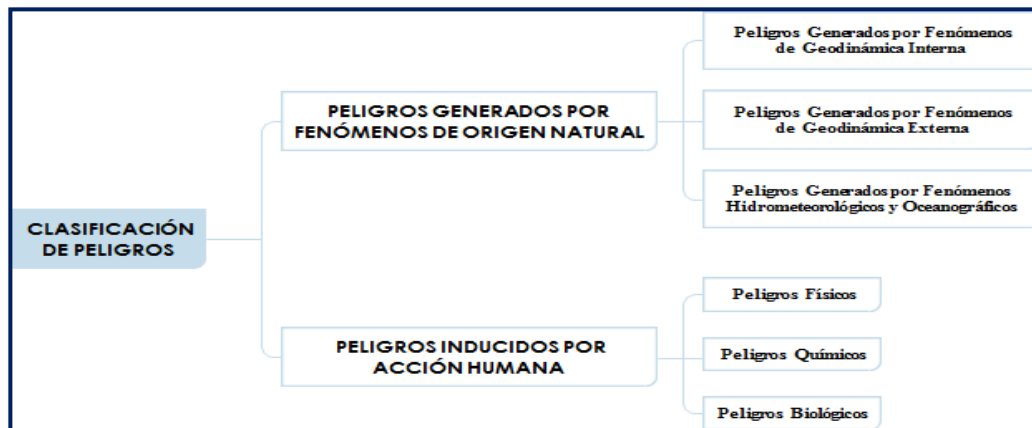 CLASIFICACIÓN
DE PELIGROS
PELIGROS GENERADOS POR
FENÓMENOS DE ORIGEN NATURAL
Peligros Generados por Fenómenos
de Geodinámica Interna
Peligros Generados por Fenómenos
de Geodinámica Externa
Peligros Generados por Fenómenos
Hidrometeorológicos y Oceanográficos
PELIGROS INDUCIDOS POR
ACCIÓN HUMANA
Peligros Físicos
Peligros Químicos
Peligros Biológicos